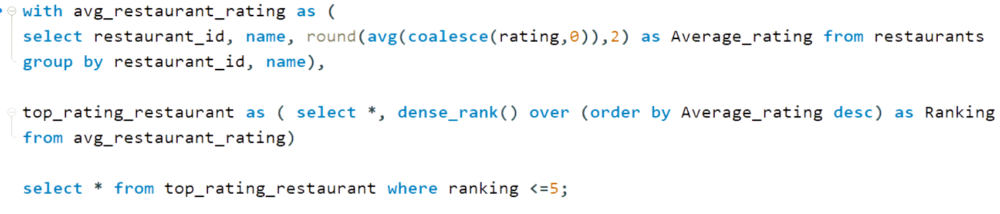 with avg_restaurant_rating as (
select restaurant_id, name, round(avg(coalesce(rating,0)),2) as Average_rating from restaurants
group by restaurant_id, name),
top_rating_restaurant as ( select *, dense_rank() over (order by Average_rating desc) as Ranking
from avg_restaurant_rating)
select * from top_rating_restaurant where ranking <=5;